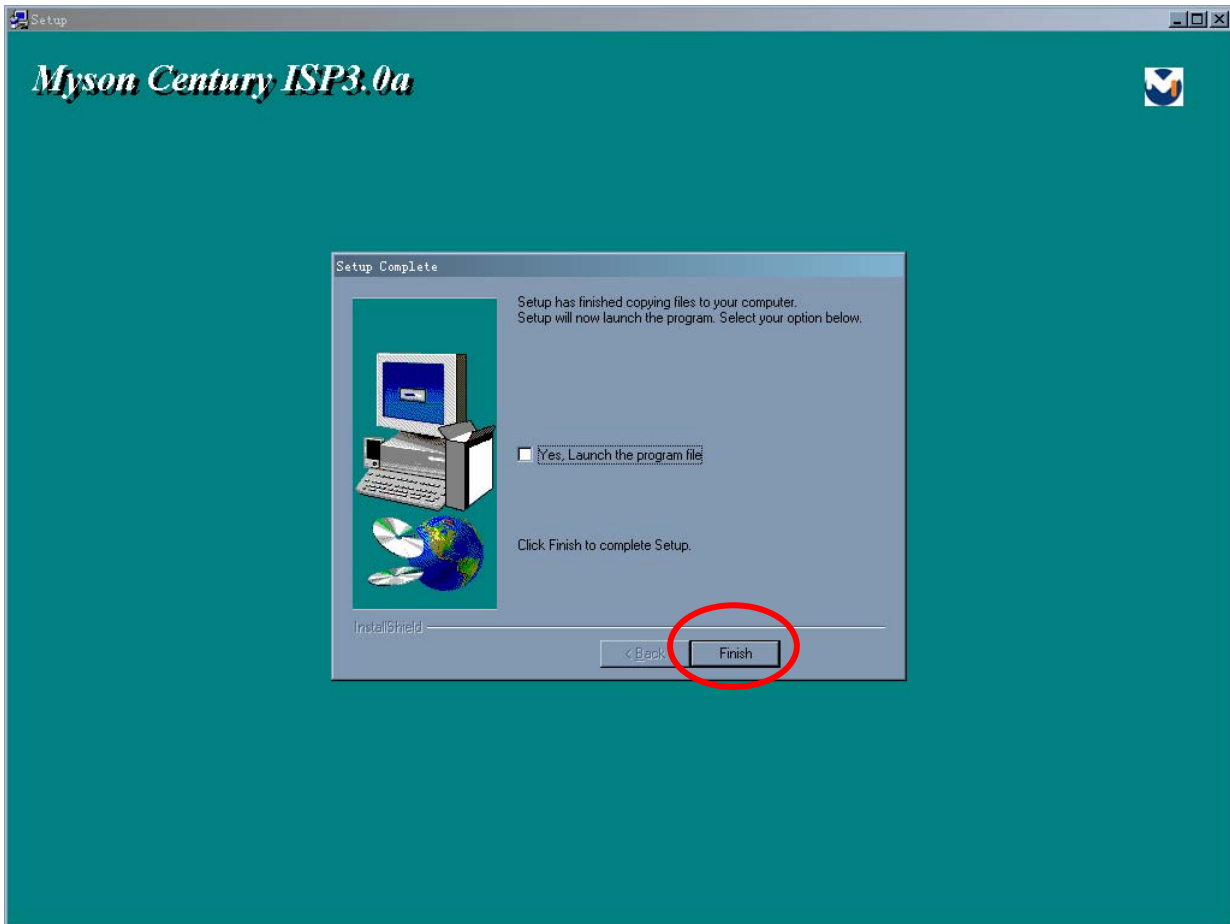 Setup
Myson Century ISP3.0a
Setup Complete
Setup has finished copying files to your computer.
Setup will now launch the program. Select your option below.
Yes, Launch the program file
Click Finish to complete Setup.
InstallShield
< Back
Finish